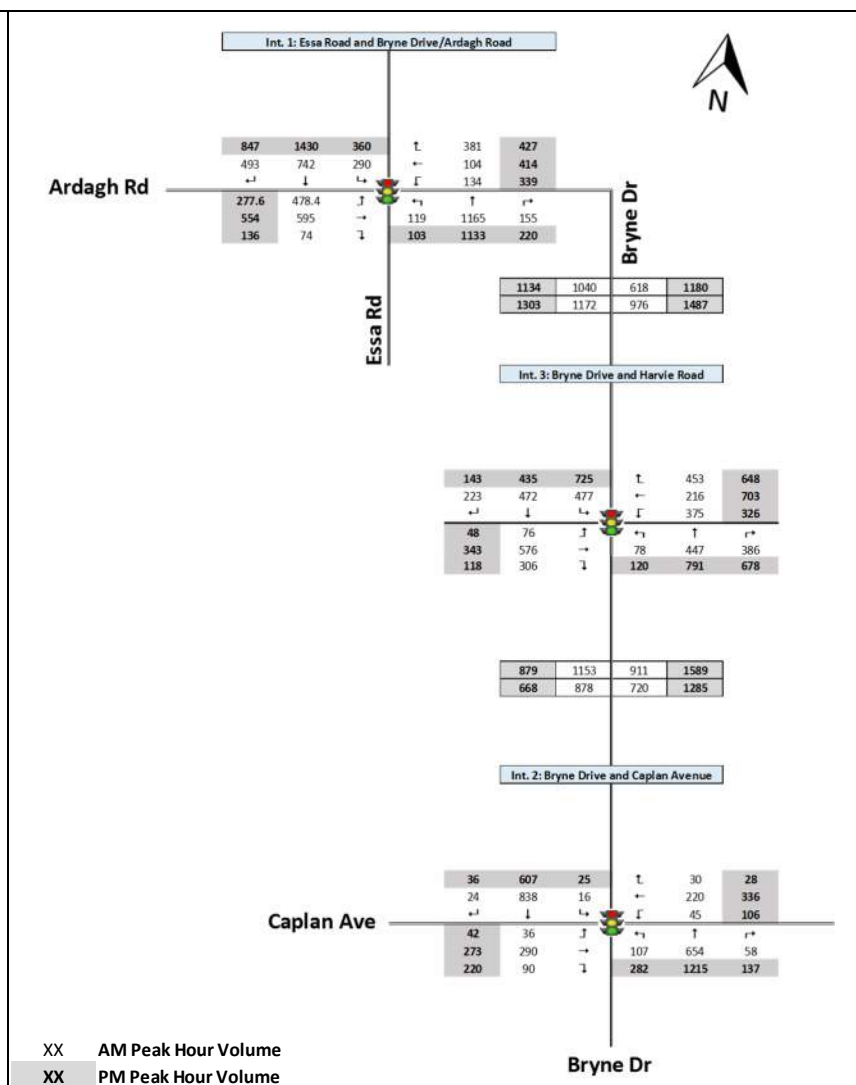 Int. 1: Essa Road and Bryne Drive/Ardagh Road
N
847 1430 360 381 427
493 742 290 ← 104 414
↵ ↓ 134 339
Ardagh Rd
277.6 478.4 ↑
554 595 → 119 1165 155
136 74 103 1133 220
Bryne Dr
Essa Rd
1134 1040 618 1180
1303 1172 976 1487
Int. 3: Bryne Drive and Harvie Road
143 435 725 453 648
223 472 477 ← 216 703
↵ ↓ 375 326
48 76 ↑
343 576 → 78 447 386
118 306 120 791 678
879 1153 911 1589
668 878 720 1285
Int. 2: Bryne Drive and Caplan Avenue
36 607 25 30 28
24 838 16 ← 220 336
↵ ↓ 45 106
Caplan Ave
42 36 ↑
273 290 → 107 654 58
220 90 282 1215 137
XX AM Peak Hour Volume
XX PM Peak Hour Volume
Bryne Dr